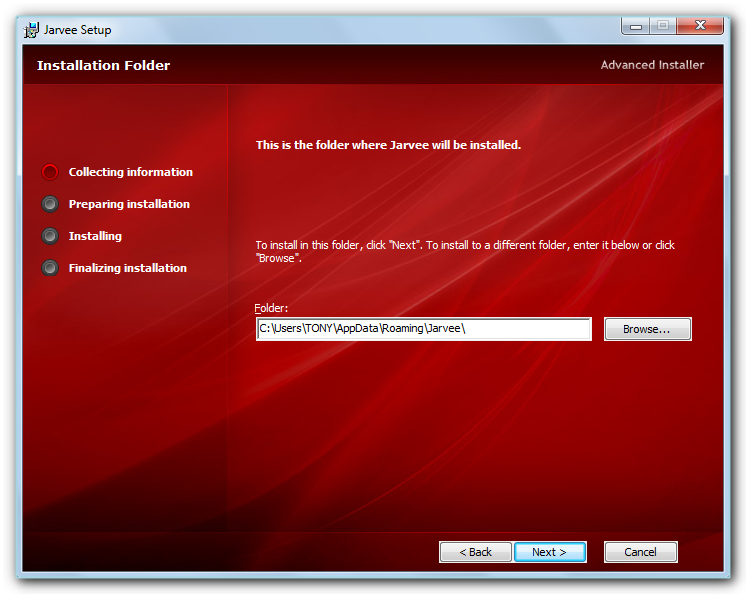 Jarvee Setup
Installation Folder
Advanced Installer
This is the folder where Jarvee will be installed.
Collecting information
Preparing installation
Installing
Finalizing installation
To install in this folder, click "Next". To install to a different folder, enter it below or click
"Browse".
Folder:
C:\Users\TONY\AppData\Roaming\Jarvee\
Browse...
< Back
Next >
Cancel